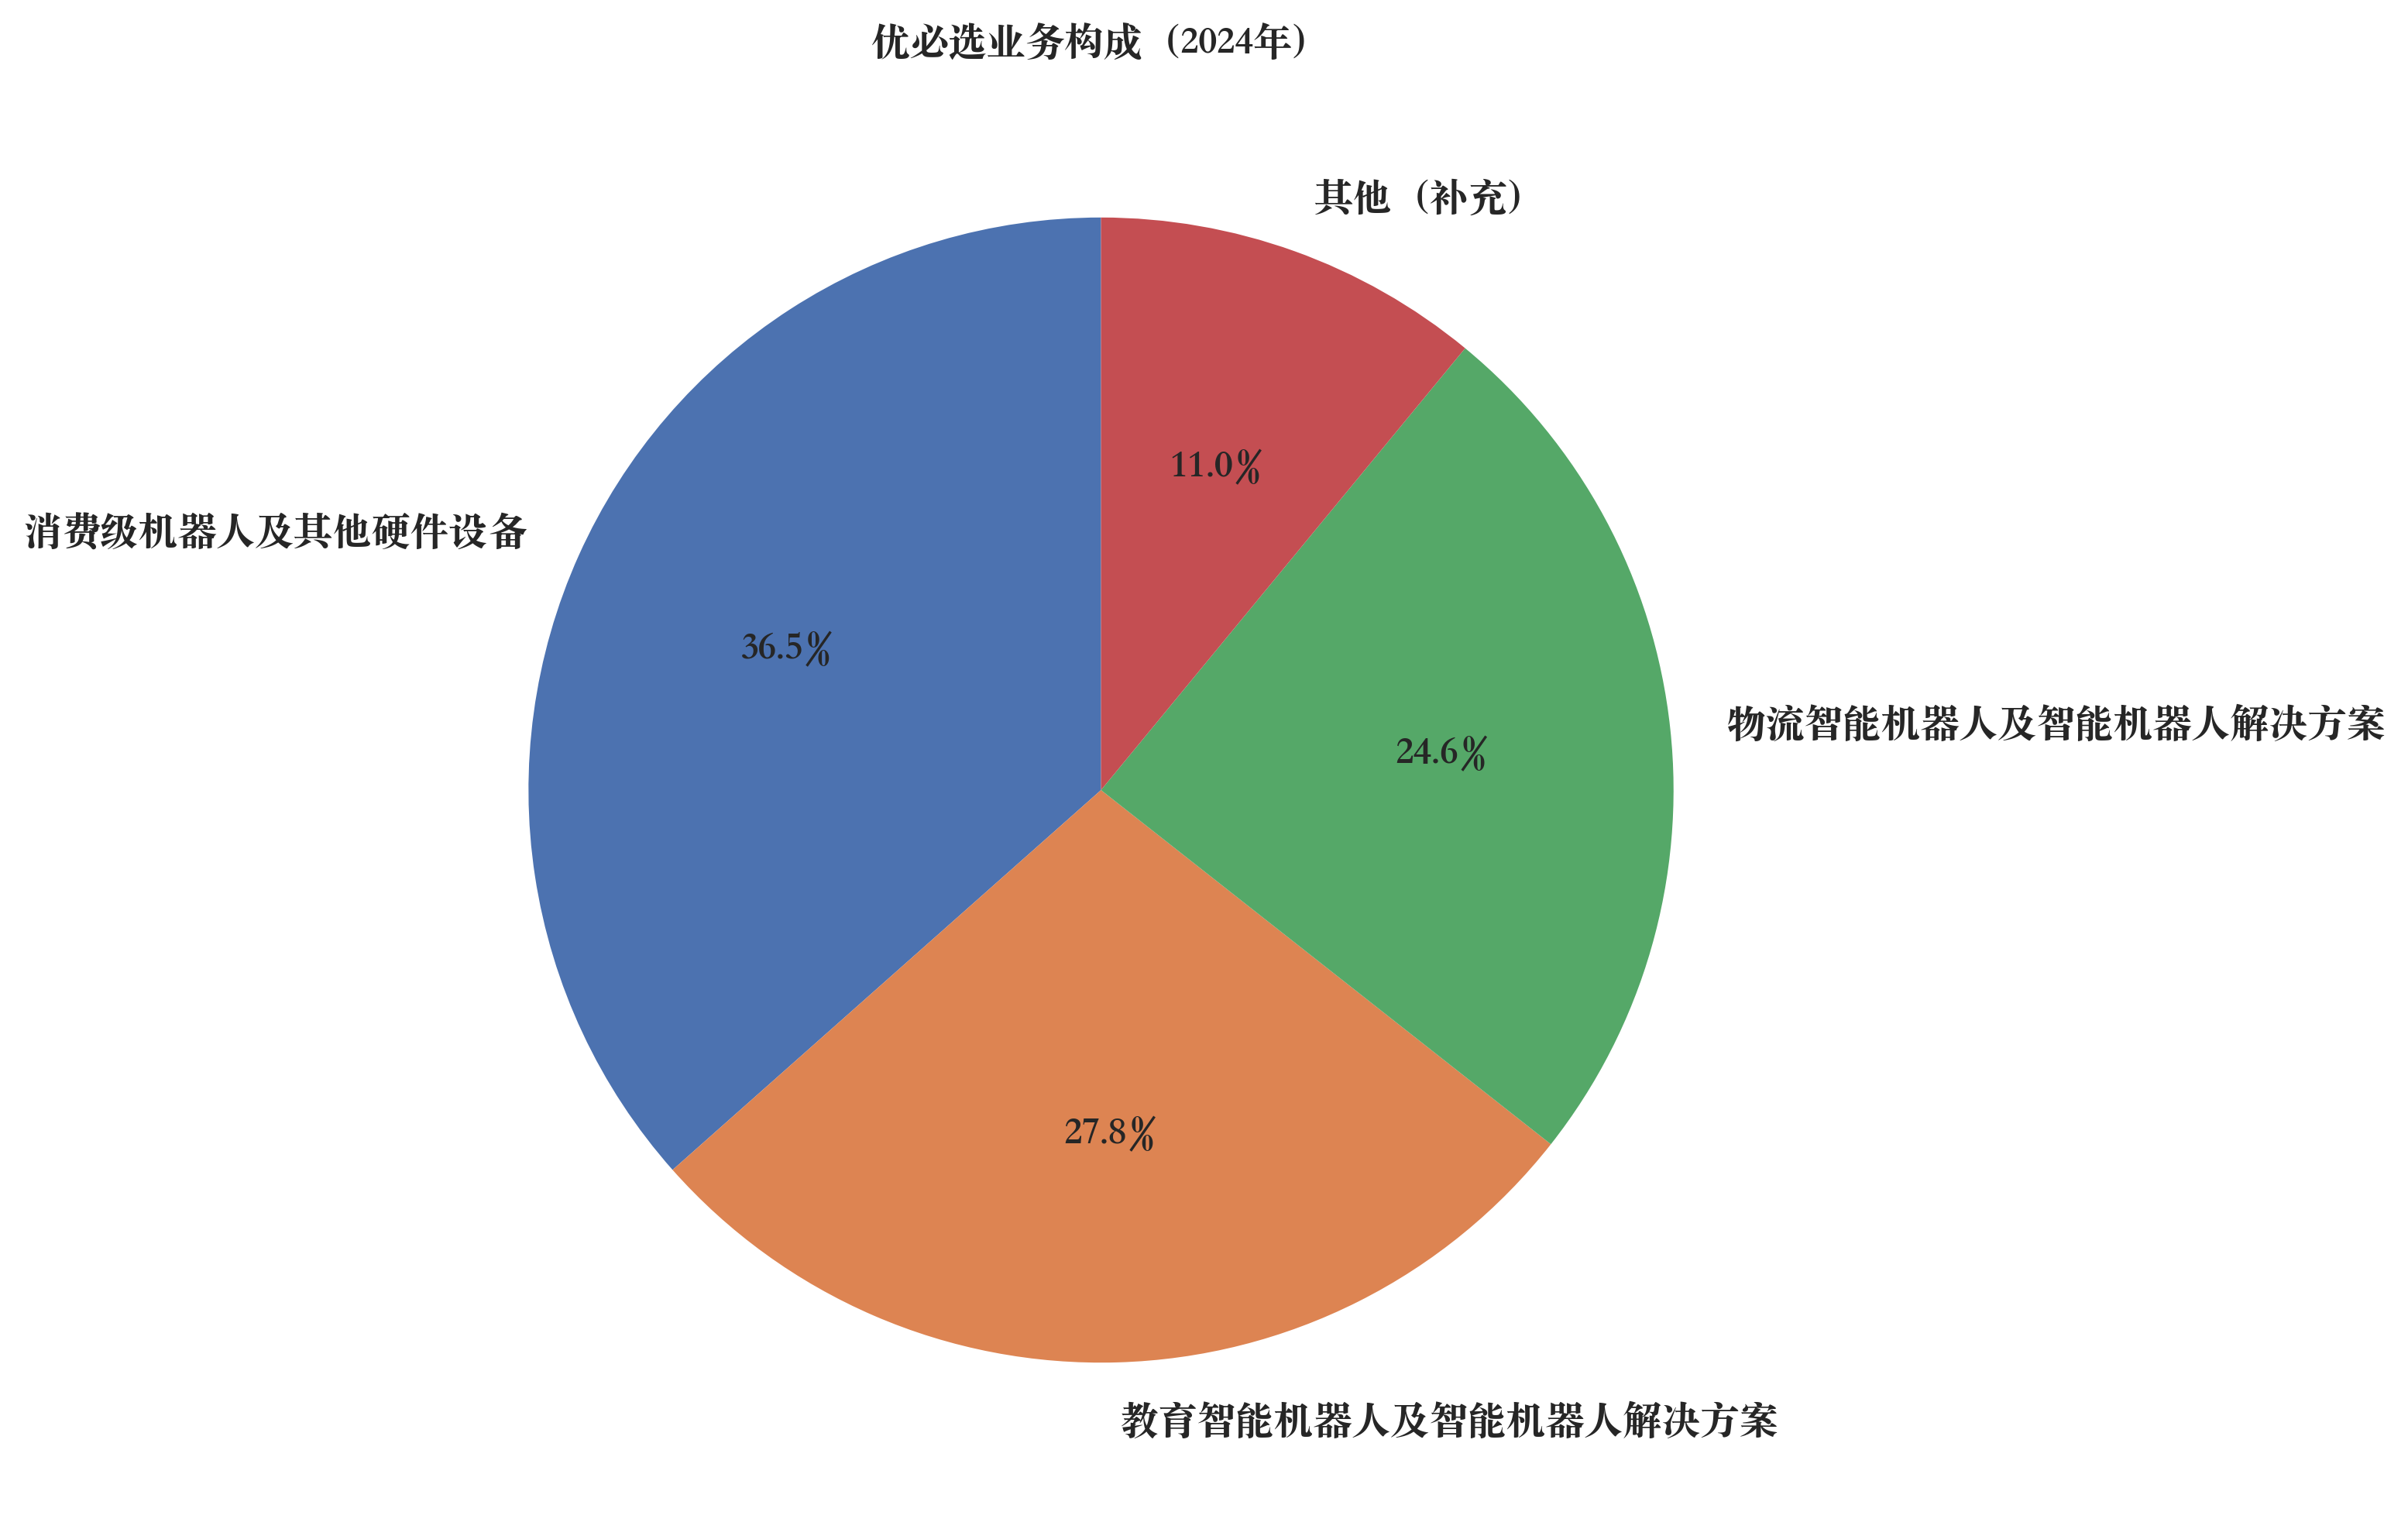 优必选业务构成（2024年）
其他（补充）
11.0%
消费级机器人及其他硬件设备
36.5%
物流智能机器人及智能机器人解决方案
24.6%
27.8%
教育智能机器人及智能机器人解决方案